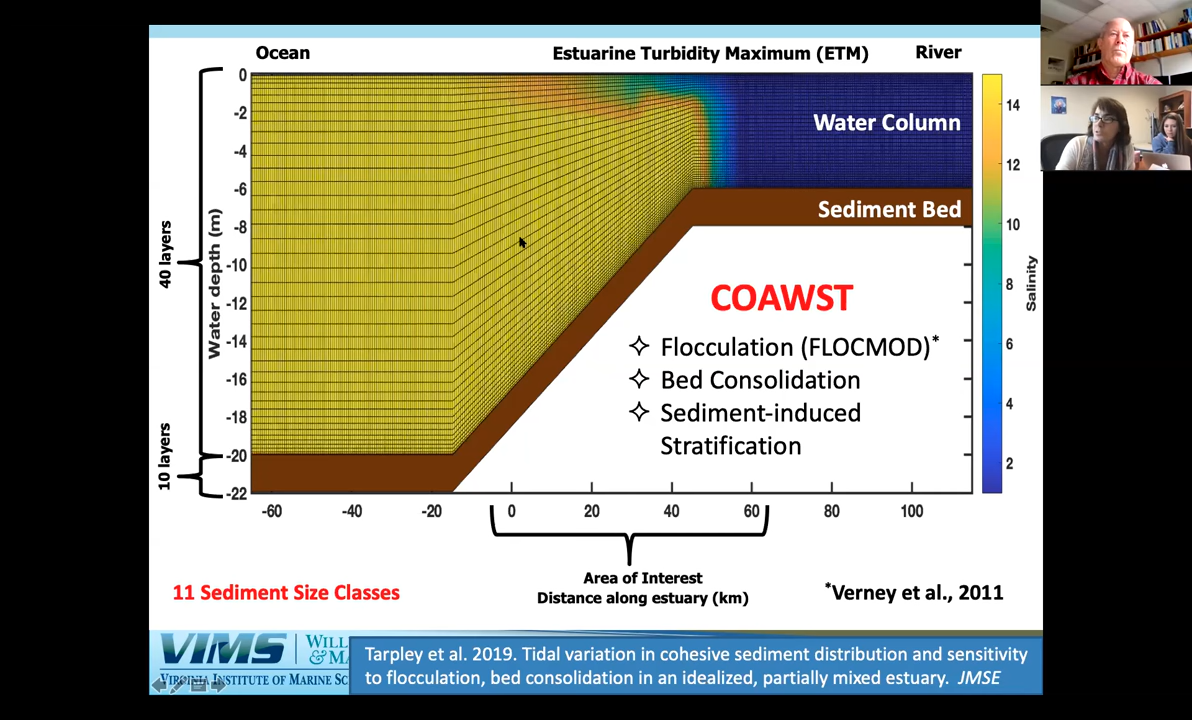 Ocean
Estuarine Turbidity Maximum (ETM)
River
0
-2
-4
-6
-8
-10
-12
-14
-16
-18
-20
-22
40 layers
10 layers
Water depth (m)
Water Column
Sediment Bed
COAWST
Flocculation (FLOCMOD)*
Bed Consolidation
Sediment-induced
Stratification
14
12
10
8
6
4
2
Salinity
-60
-40
-20
0
20
40
60
80
100
Area of Interest
Distance along estuary (km)
11 Sediment Size Classes
*Verney et al., 2011
VIMS
WILL
& MA
VIRGINIA INSTITUTE OF MARINE SC
Tarpley et al. 2019. Tidal variation in cohesive sediment distribution and sensitivity
to flocculation, bed consolidation in an idealized, partially mixed estuary. JMSE